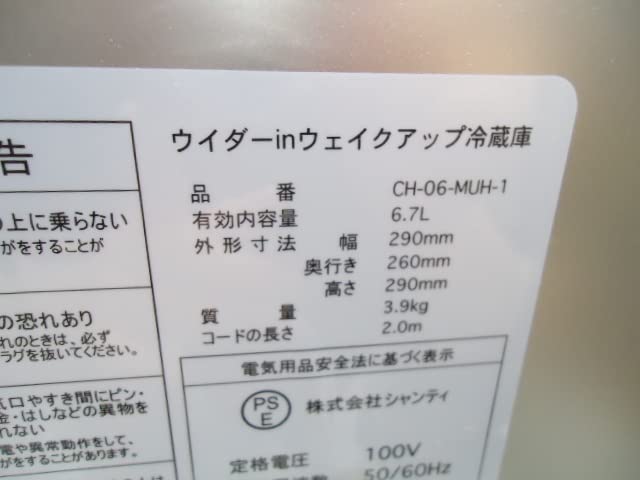 告
の上に乗らない
がをすることが
の恐れあり
れのときは、必ず
ラグを抜いてください。
口やすき間にピン・
金・はしなどの異物を
れない
電や異常動作をして、
がをすることがあります。
ウイダーinウェイクアップ冷蔵庫
品番 CH-06-MUH-1
有効内容量 6.7L
外形寸法 幅 290mm
奥行き 260mm
高さ 290mm
質量 3.9kg
コードの長さ 2.0m
電気用品安全法に基づく表示
PS
E
株式会社シャンティ
定格電圧 100V
50/60Hz